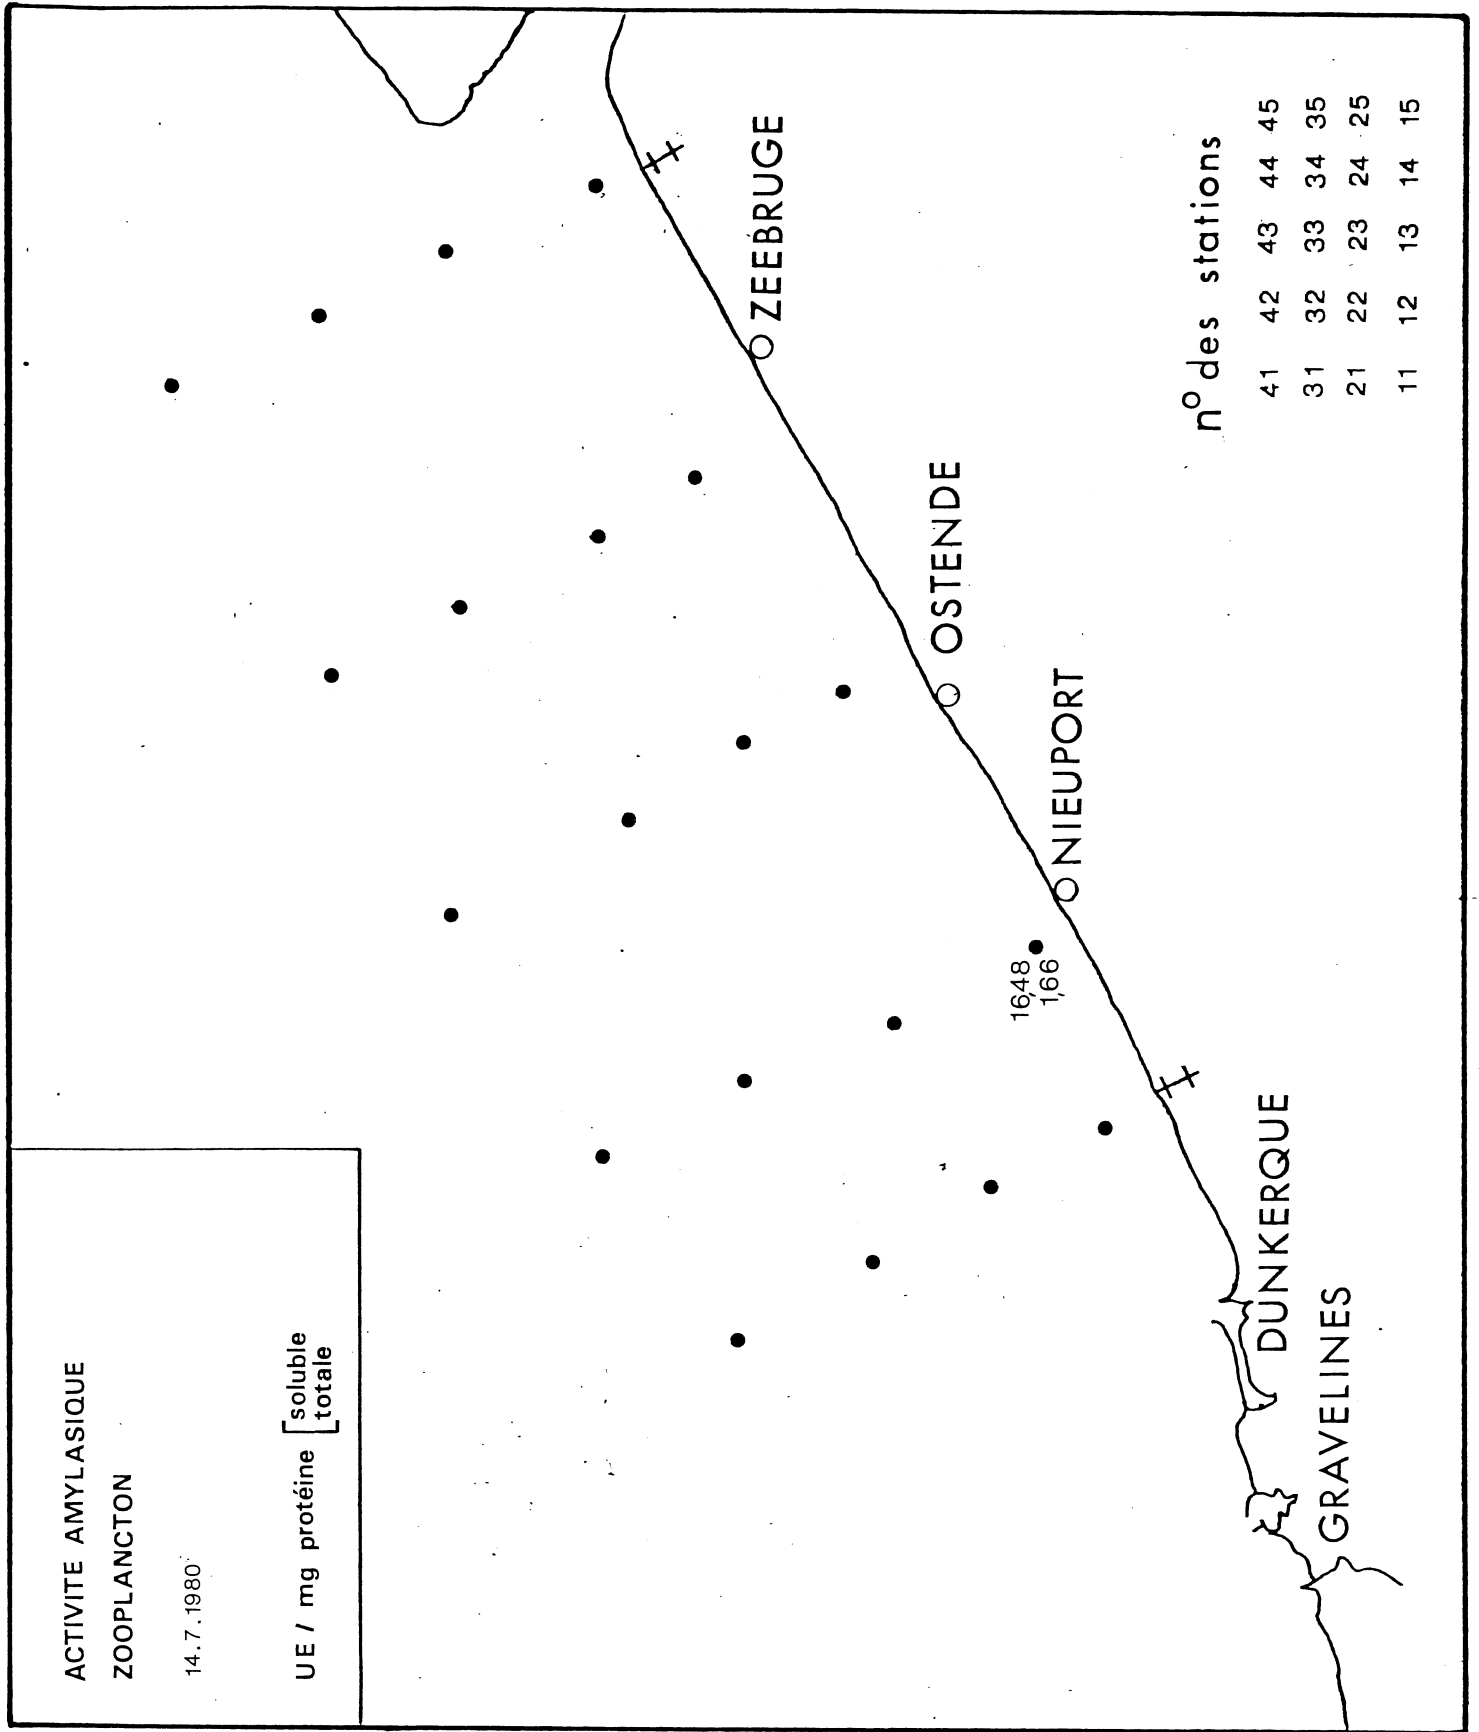 ACTIVITE AMYLASIQUE
ZOOPLANCTON
14.7.1980
UE / mg protéine [soluble
totale
ZEEBRUGE
OSTENDE
NIEUPORT
16,48
1,66
DUNKERQUE
GRAVELINES
n° des stations
41 42 43 44 45
31 32 33 34 35
21 22 23 24 25
11 12 13 14 15